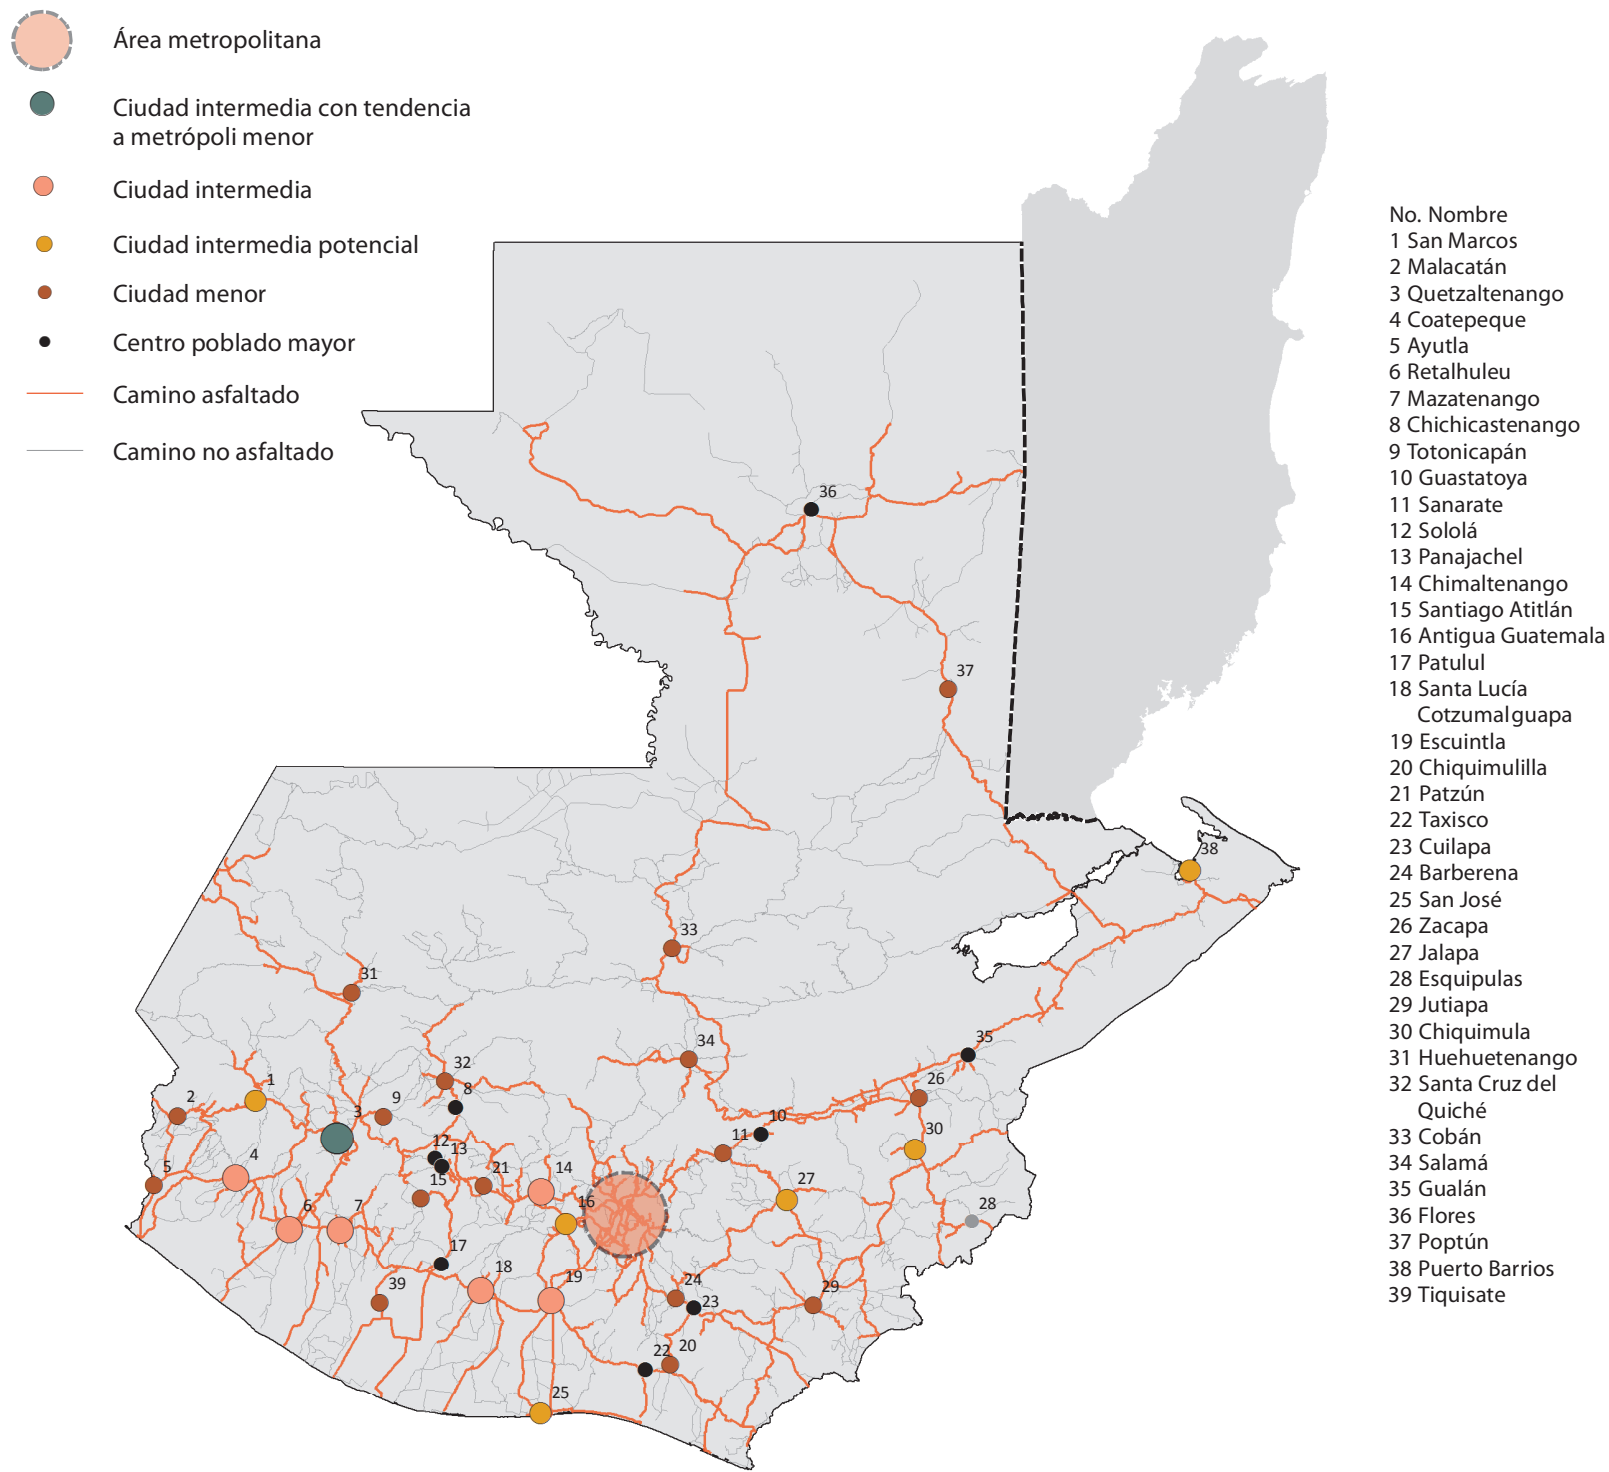 Área metropolitana
Ciudad intermedia con tendencia
a metrópoli menor
Ciudad intermedia
Ciudad intermedia potencial
Ciudad menor
Centro poblado mayor
Camino asfaltado
Camino no asfaltado
36
37
38
33
31
34
35
32
1
2
8
26
3
9
10
30
11
12
13
4
5
14
21
15
27
28
6
7
16
17
18
19
39
24
23
29
22
20
25
No. Nombre
1 San Marcos
2 Malacatán
3 Quetzaltenango
4 Coatepeque
5 Ayutla
6 Retalhuleu
7 Mazatenango
8 Chichicastenango
9 Totonicapán
10 Guastatoya
11 Sanarate
12 Sololá
13 Panajachel
14 Chimaltenango
15 Santiago Atitlán
16 Antigua Guatemala
17 Patulul
18 Santa Lucía
Cotzumalguapa
19 Escuintla
20 Chiquimulilla
21 Patzún
22 Taxisco
23 Cuilapa
24 Barberena
25 San José
26 Zacapa
27 Jalapa
28 Esquipulas
29 Jutiapa
30 Chiquimula
31 Huehuetenango
32 Santa Cruz del
Quiché
33 Cobán
34 Salamá
35 Gualán
36 Flores
37 Poptún
38 Puerto Barrios
39 Tiquisate